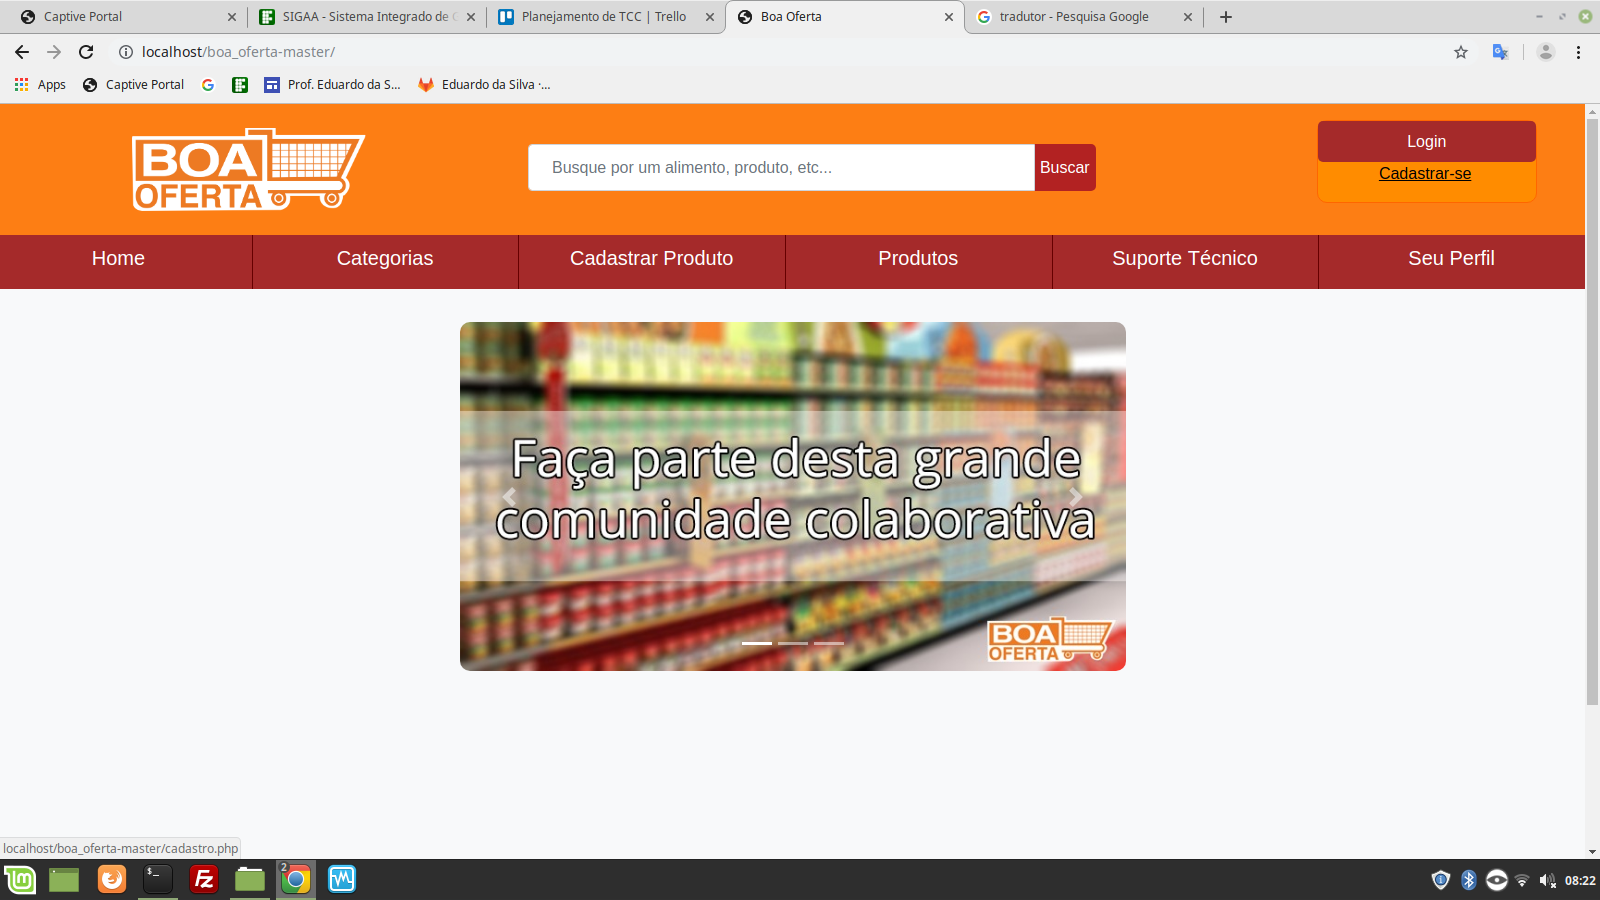 Captive Portal
SIGAA - Sistema Integrado de
Planejamento de TCC | Trello
Boa Oferta
tradutor - Pesquisa Google
localhost/boa_oferta-master/
Apps
Captive Portal
Prof. Eduardo da S...
Eduardo da Silva ·...
BOA
OFERTA
Busque por um alimento, produto, etc...
Buscar
Login
Cadastrar-se
Home
Categorias
Cadastrar Produto
Produtos
Suporte Técnico
Seu Perfil
Faça parte desta grande
comunidade colaborativa
BOA
OFERTA
localhost/boa_oferta-master/cadastro.php
2
08:22